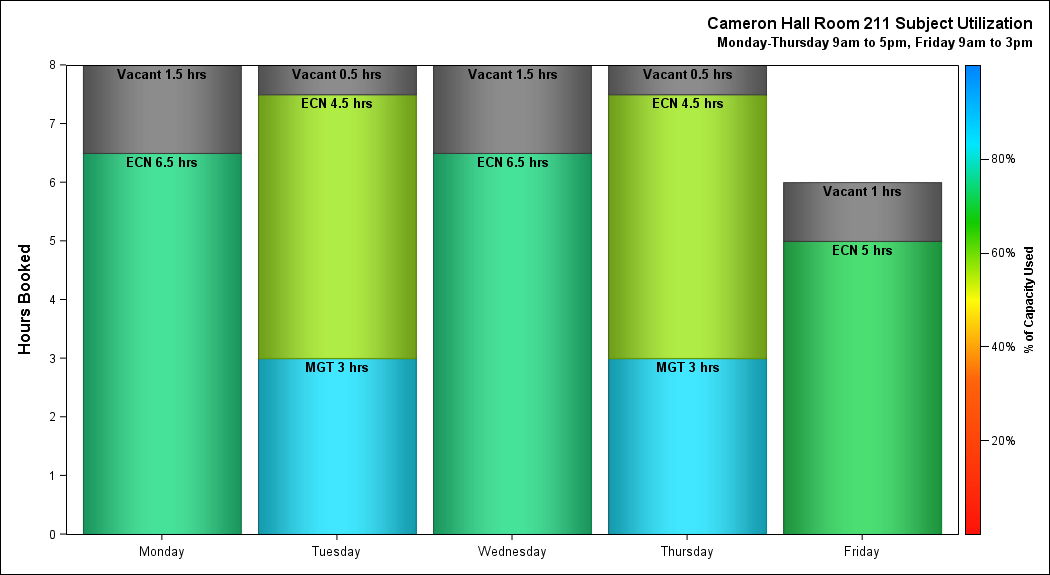 Cameron Hall Room 211 Subject Utilization
Monday-Thursday 9am to 5pm, Friday 9am to 3pm
Hours Booked
8
7
6
5
4
3
2
1
0
Vacant 1.5 hrs
ECN 6.5 hrs
Vacant 0.5 hrs
ECN 4.5 hrs
MGT 3 hrs
Vacant 1.5 hrs
ECN 6.5 hrs
Vacant 0.5 hrs
ECN 4.5 hrs
MGT 3 hrs
Vacant 1 hrs
ECN 5 hrs
Monday
Tuesday
Wednesday
Thursday
Friday
80%
60%
40%
20%
% of Capacity Used